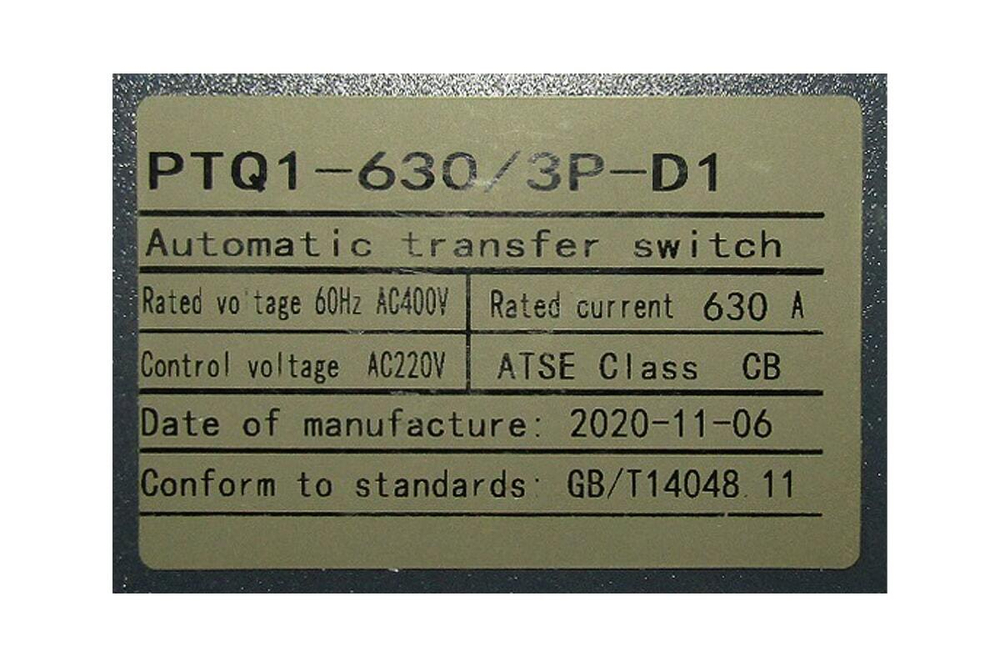 PTQ1-630/3P-D1
Automatic transfer switch
Rated voltage 60Hz AC400V Rated current 630 A
Control voltage AC220V ATSE Class CB
Date of manufacture: 2020-11-06
Conform to standards: GB/T14048.11